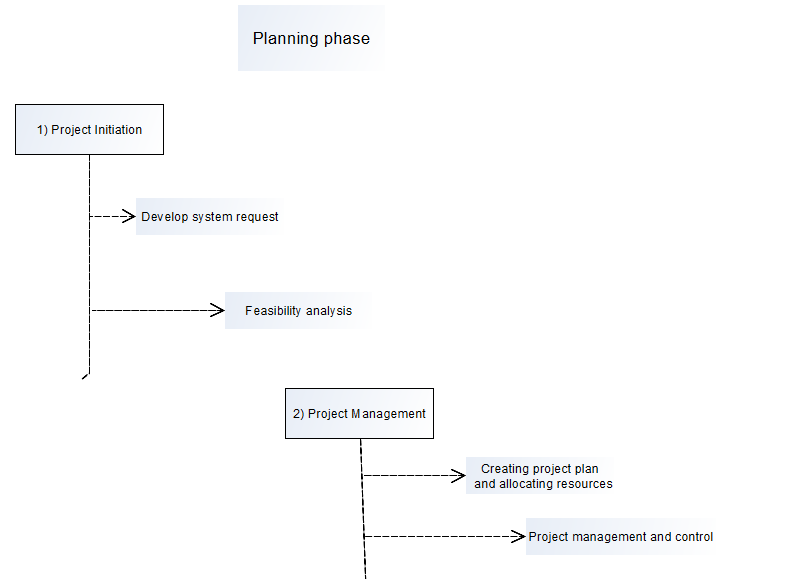 Planning phase
1) Project Initiation
Develop system request
Feasibility analysis
2) Project Management
Creating project plan
and allocating resources
Project management and control